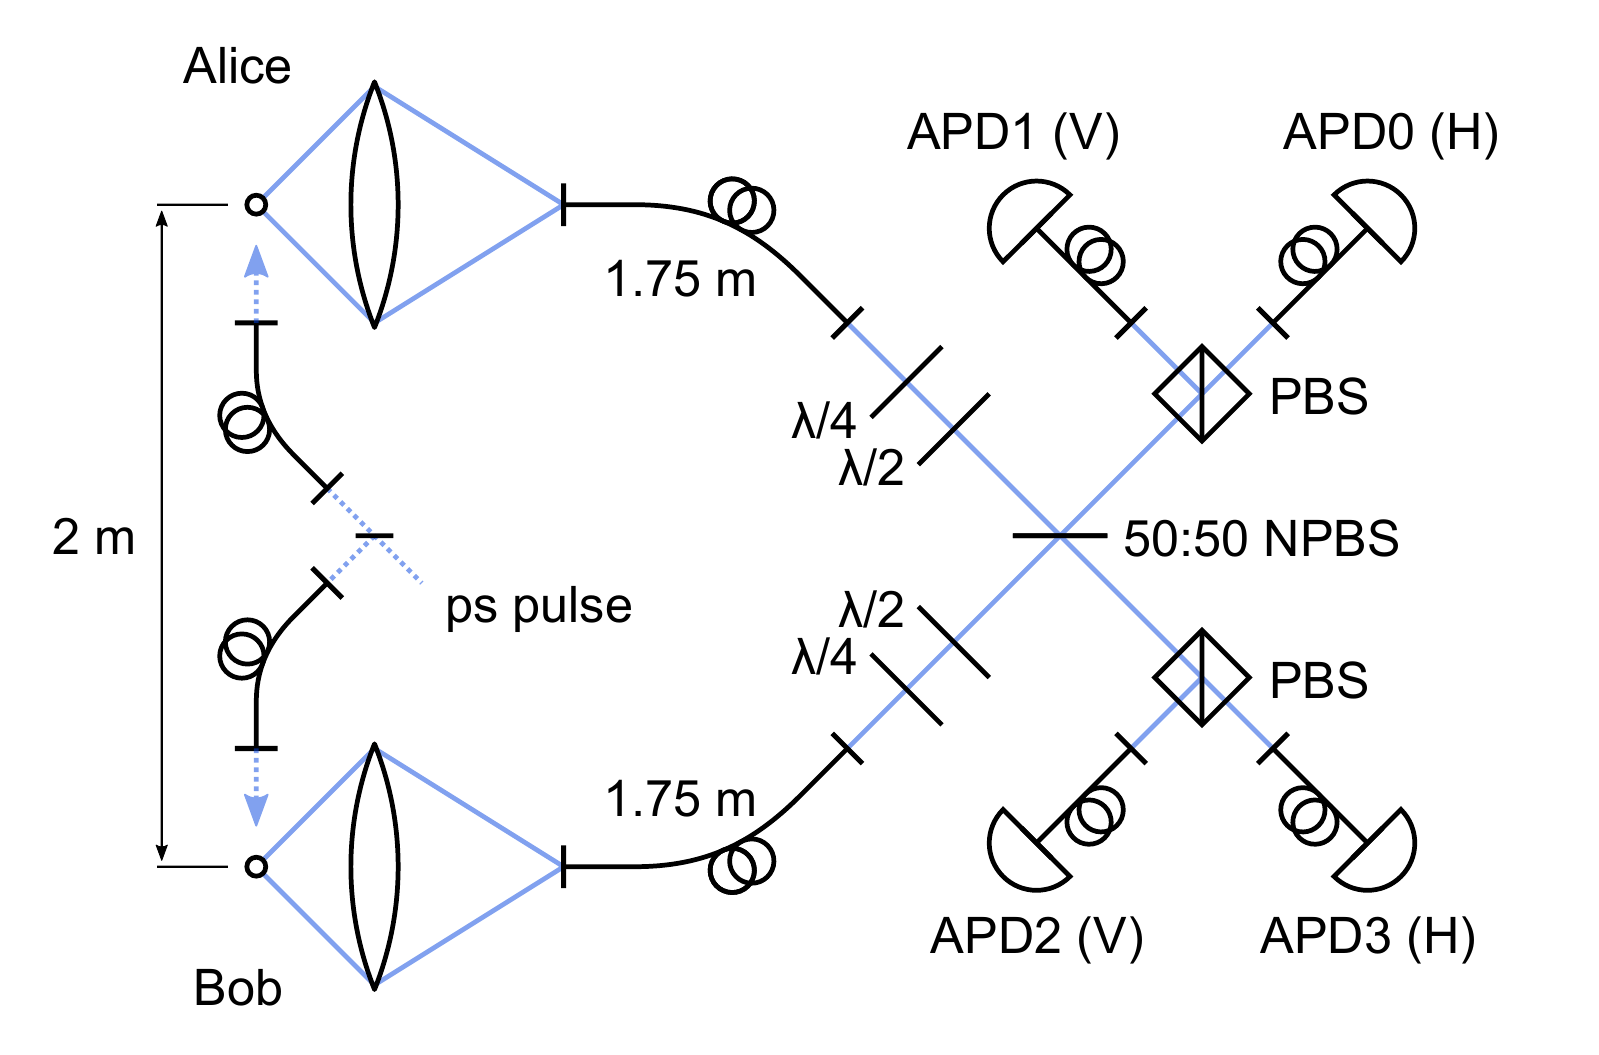 Alice
APD1 (V)
APD0 (H)
1.75 m
λ/4
λ/2
PBS
2 m
50:50 NPBS
ps pulse
λ/2
λ/4
PBS
1.75 m
APD2 (V)
APD3 (H)
Bob